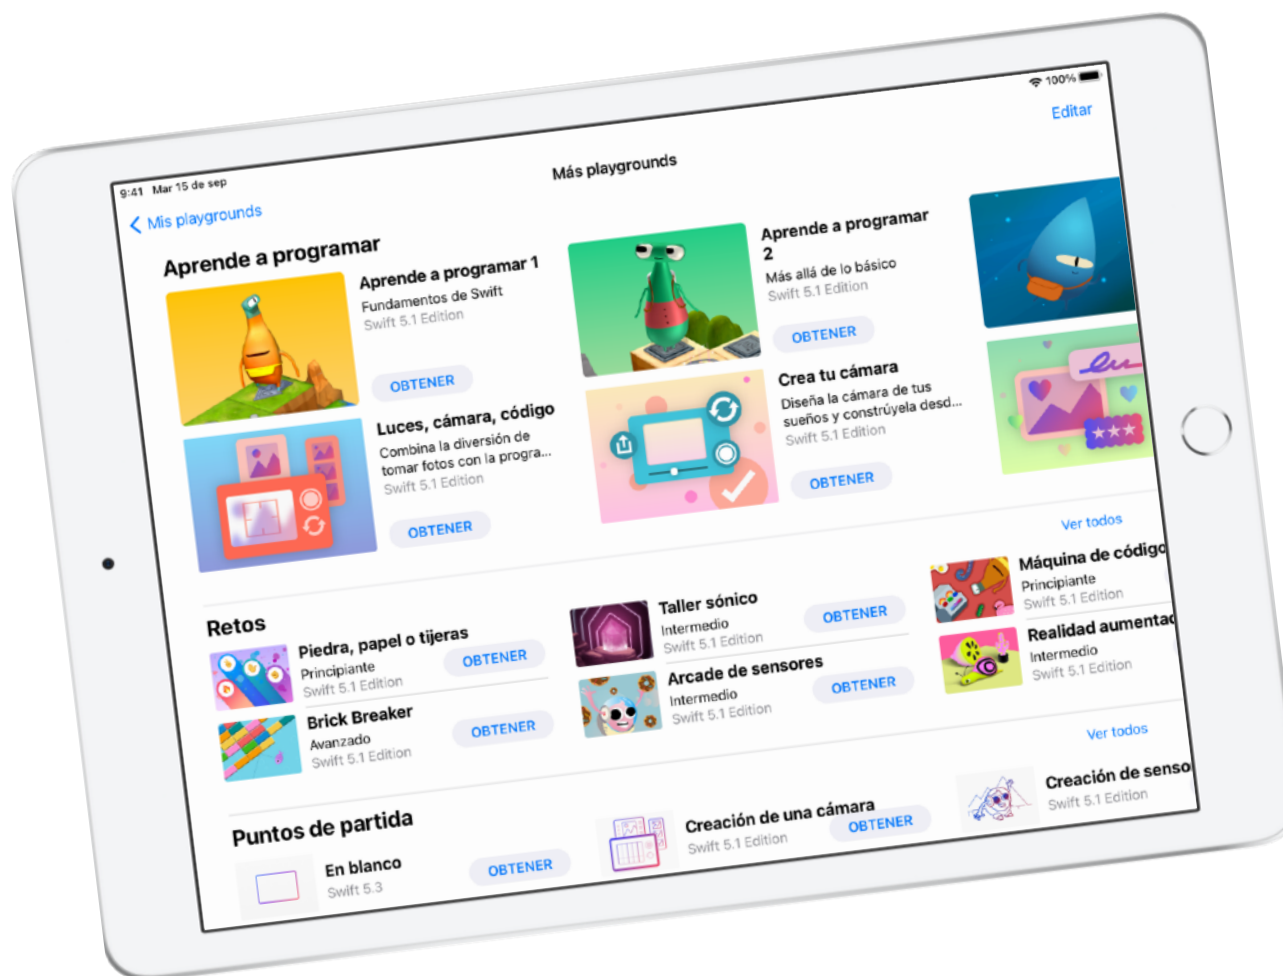 9:41 Mar 15 de sep
100%
Mis playgrounds
Más playgrounds
Editar
Aprende a programar
Aprende a programar 1
Fundamentos de Swift
Swift 5.1 Edition
OBTENER
Aprende a programar
2
Más allá de lo básico
Swift 5.1 Edition
OBTENER
Luces, cámara, código
Combina la diversión de
tomar fotos con la progra...
Swift 5.1 Edition
OBTENER
Crea tu cámara
Diseña la cámara de tus
sueños y constrúyela desd...
Swift 5.1 Edition
OBTENER
Retos
Ver todos
Piedra, papel o tijeras
Principiante
Swift 5.1 Edition
OBTENER
Taller sónico
Intermedio
Swift 5.1 Edition
OBTENER
Máquina de código
Principiante
Swift 5.1 Edition
Brick Breaker
Avanzado
Swift 5.1 Edition
OBTENER
Arcade de sensores
Intermedio
Swift 5.1 Edition
OBTENER
Realidad aumentad
Intermedio
Swift 5.1 Edition
Puntos de partida
Ver todos
En blanco
Swift 5.3
OBTENER
Creación de una cámara
Swift 5.1 Edition
OBTENER
Creación de senso
Swift 5.1 Edition